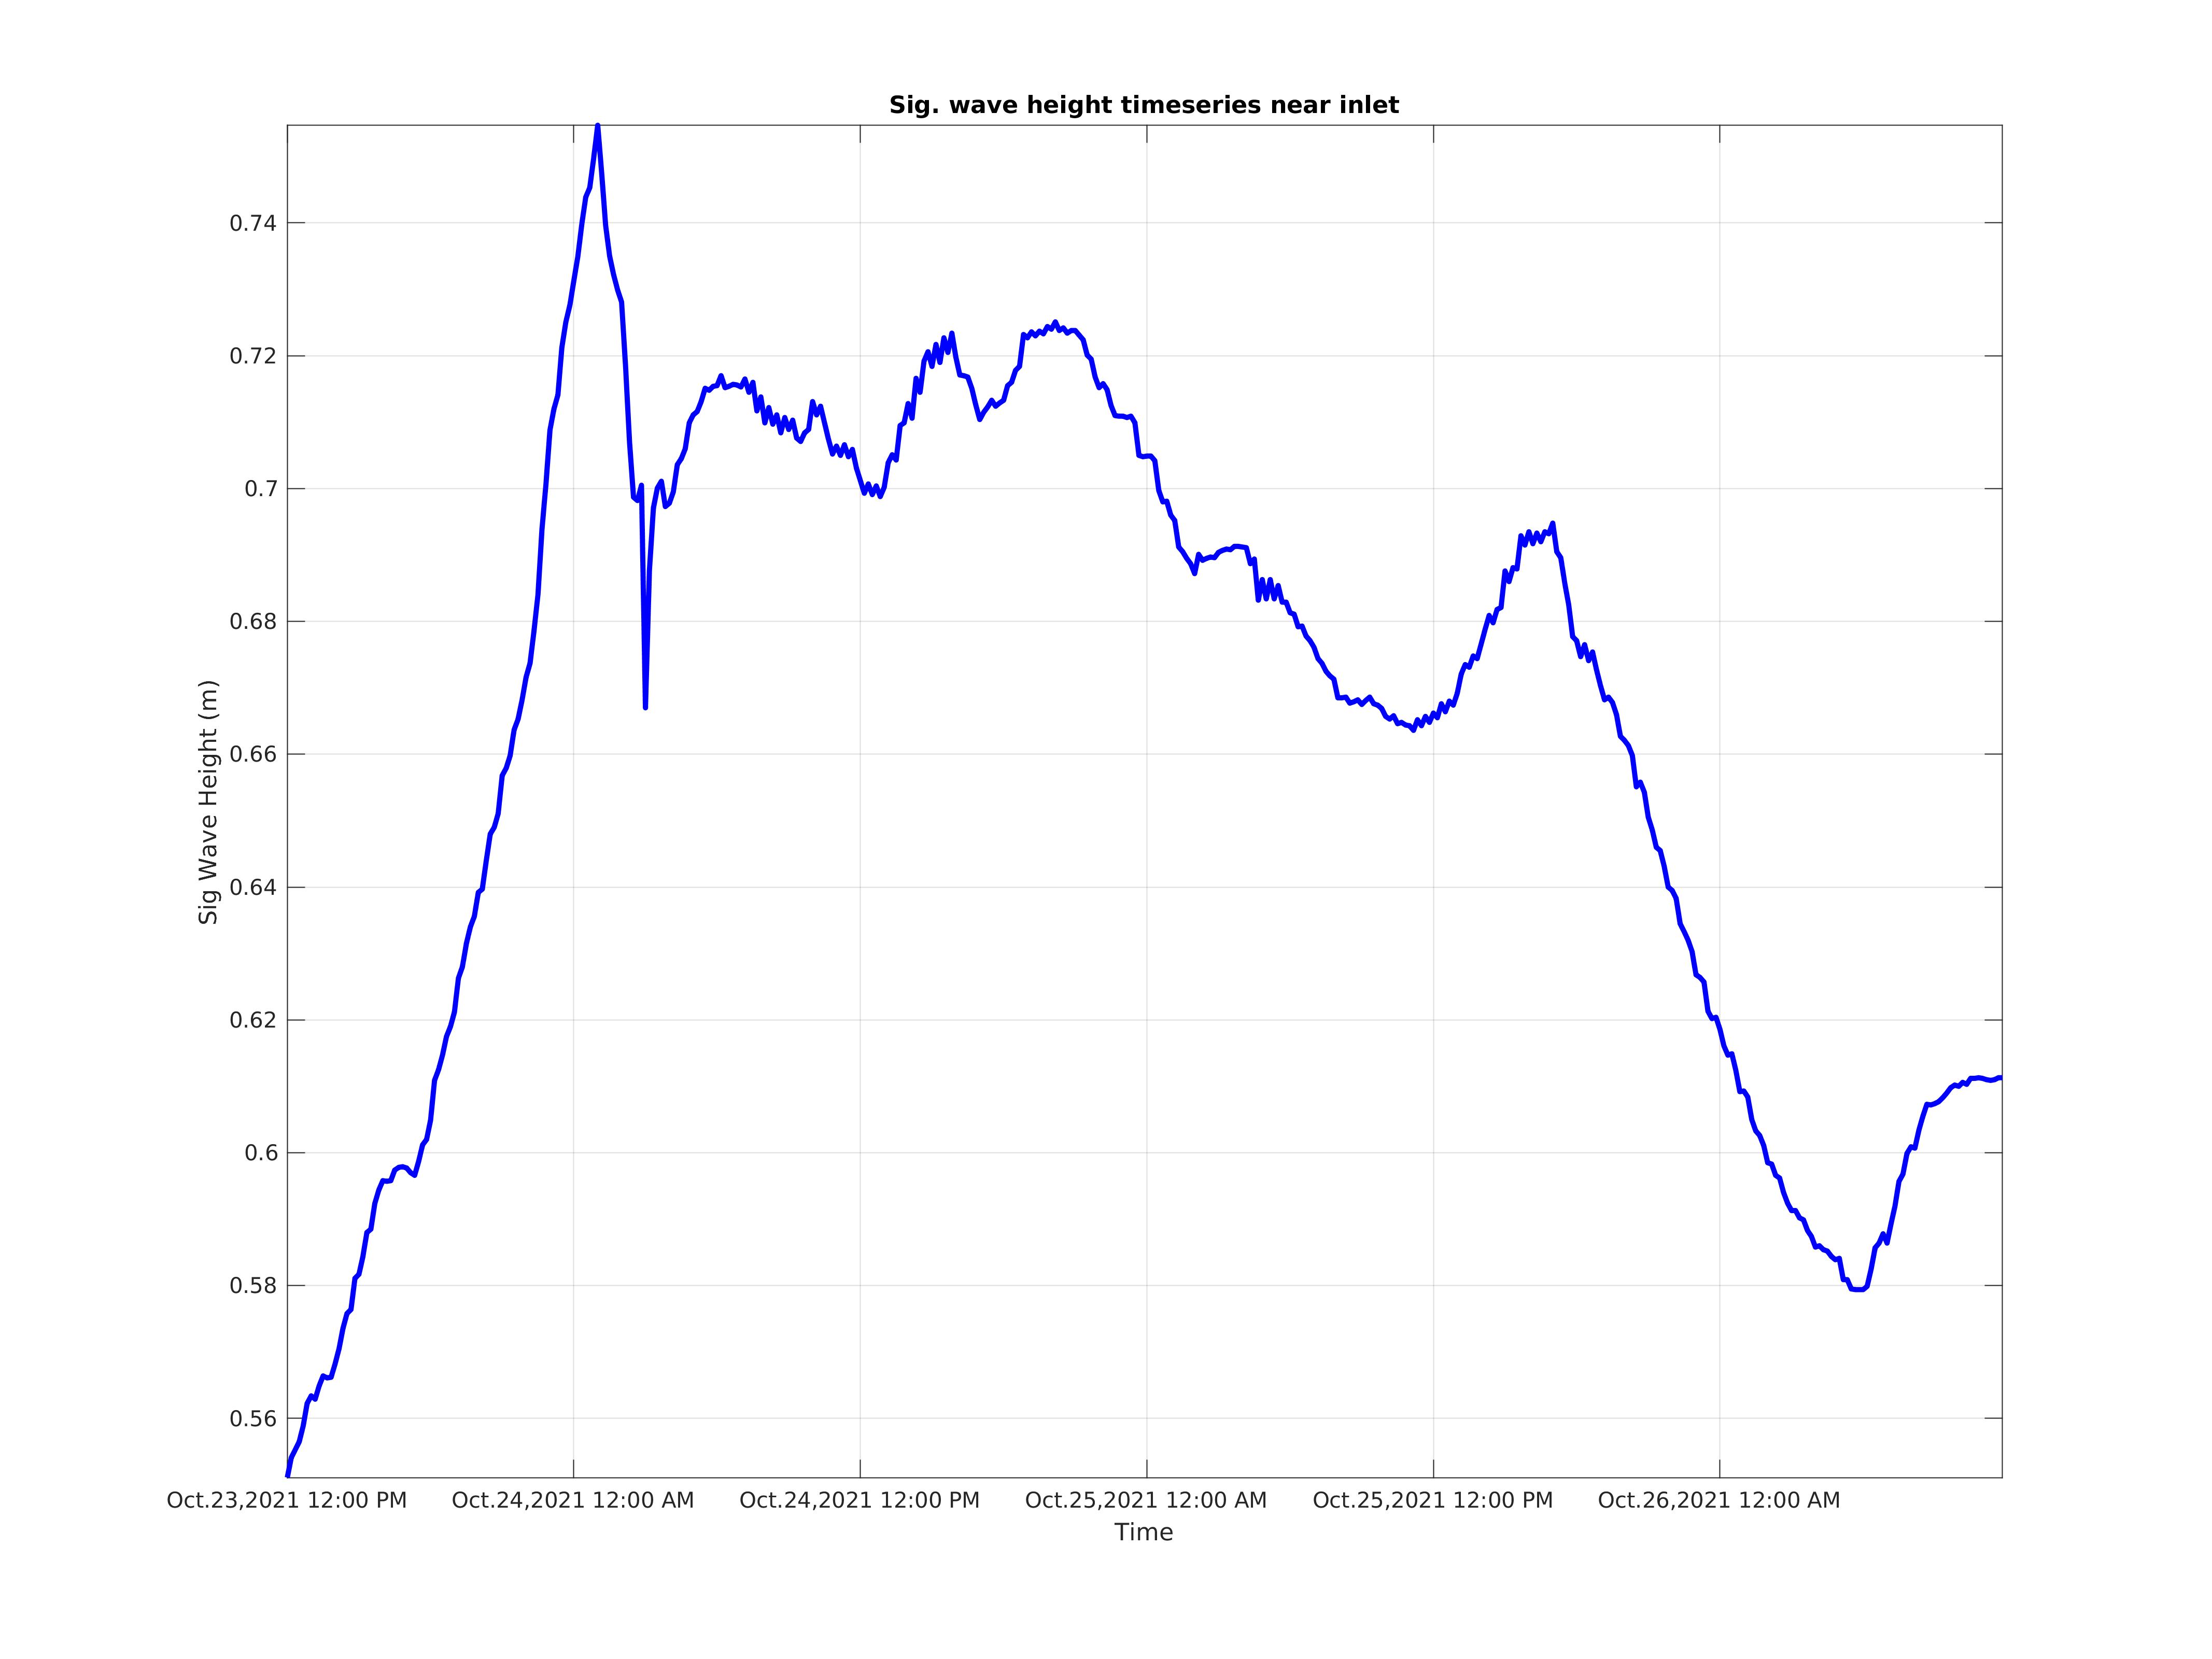 Sig. wave height timeseries near inlet
Sig Wave Height (m)
0.74
0.72
0.7
0.68
0.66
0.64
0.62
0.6
0.58
0.56
Oct.23,2021 12:00 PM
Oct.24,2021 12:00 AM
Oct.24,2021 12:00 PM
Oct.25,2021 12:00 AM
Oct.25,2021 12:00 PM
Oct.26,2021 12:00 AM
Time